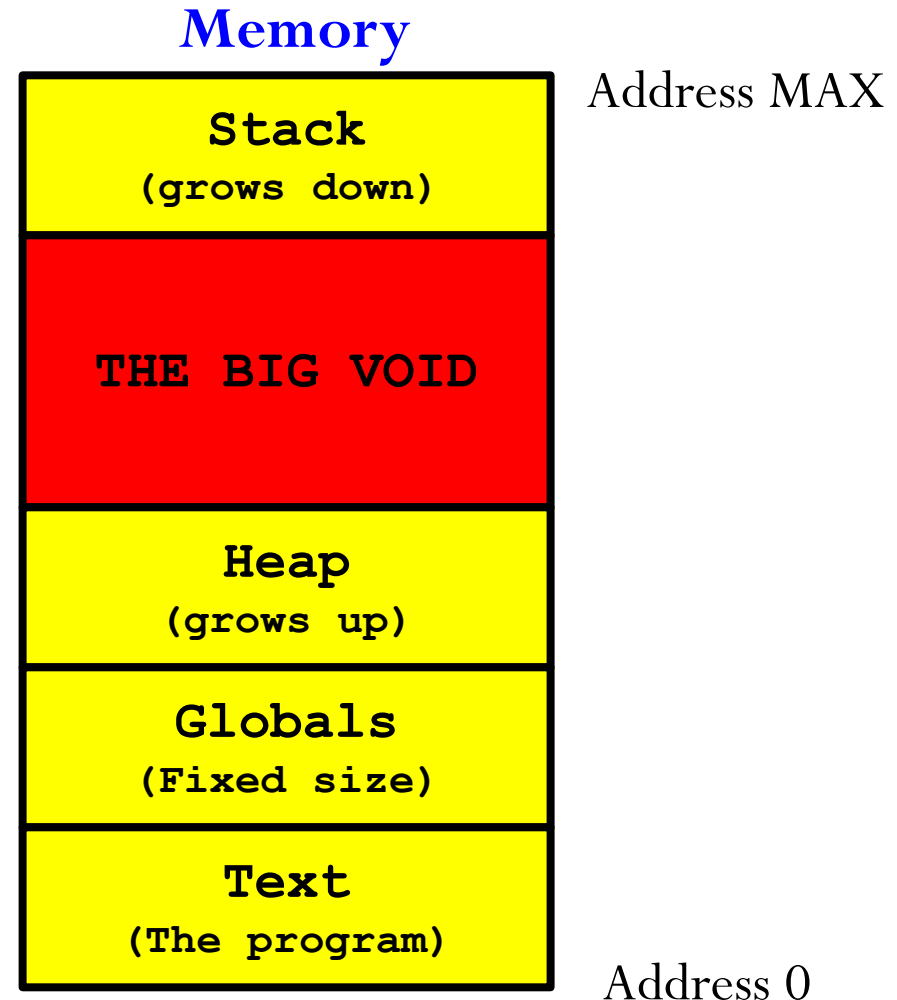 Memory
Address MAX
Stack
(grows down)
THE BIG VOID
Heap
(grows up)
Globals
(Fixed size)
Text
(The program)
Address 0